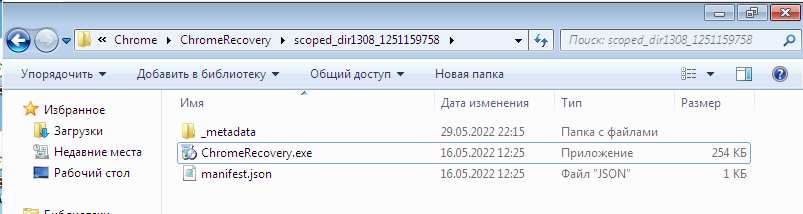 « Chrome ▸ ChromeRecovery ▸ scoped_dir1308_1251159758 ▸
Поиск: scoped_dir1308_1251159758
Упорядочить ▾ Добавить в библиотеку ▾ Общий доступ ▾ Новая папка
Избранное
Загрузки
Недавние места
Рабочий стол
Имя Дата изменения Тип Размер
_metadata 29.05.2022 22:15 Папка с файлами
ChromeRecovery.exe 16.05.2022 12:25 Приложение 254 КБ
manifest.json 16.05.2022 12:25 Файл "JSON" 1 КБ